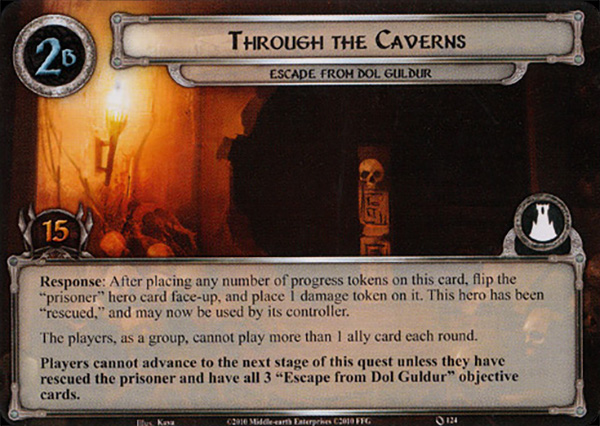 2B
THROUGH THE CAVERNS
ESCAPE FROM DOL GULDUR
15
Response: After placing any number of progress tokens on this card, flip the
“prisoner” hero card face-up, and place 1 damage token on it. This hero has been
“rescued,” and may now be used by its controller.
The players, as a group, cannot play more than 1 ally card each round.
Players cannot advance to the next stage of this quest unless they have
rescued the prisoner and have all 3 “Escape from Dol Guldur” objective
cards.
Illus. Kava ©2010 Middle-earth Enterprises ©2010 FFG 124